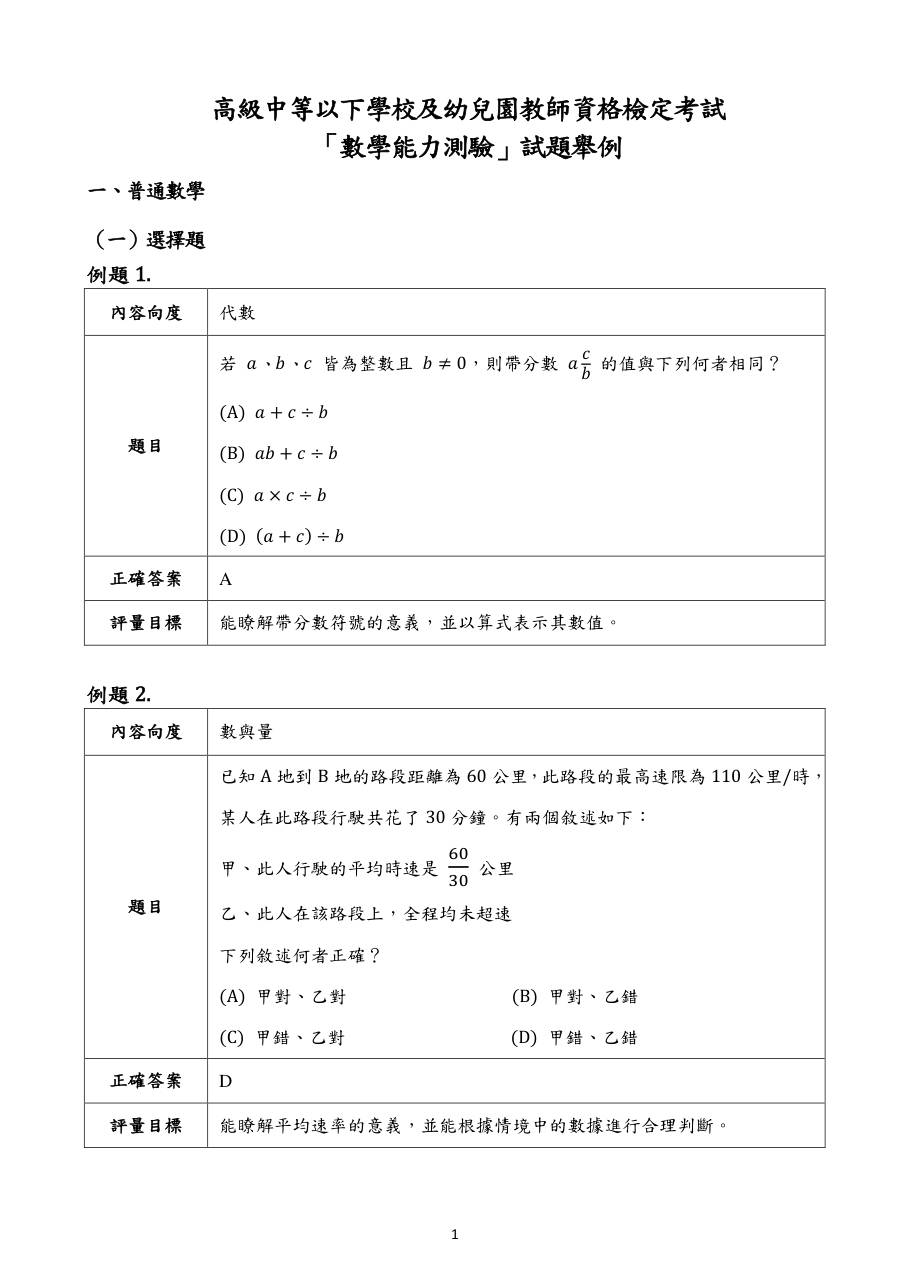 高級中等以下學校及幼兒園教師資格檢定考試
「數學能力測驗」試題舉例
一、普通數學
（一）選擇題
例題 1.
內容向度 代數
題目
若 a、b、c 皆為整數且 b ≠ 0，則帶分數 a c/b 的值與下列何者相同？
(A) a + c ÷ b
(B) ab + c ÷ b
(C) a × c ÷ b
(D) (a + c) ÷ b
正確答案 A
評量目標 能瞭解帶分數符號的意義，並以算式表示其數值。
例題 2.
內容向度 數與量
題目
已知 A 地到 B 地的路段距離為 60 公里，此路段的最高速限為 110 公里/時，
某人在此路段行駛共花了 30 分鐘。有兩個敘述如下：
甲、此人行駛的平均時速是 60/30 公里
乙、此人在該路段上，全程均未超速
下列敘述何者正確？
(A) 甲對、乙對 (B) 甲對、乙錯
(C) 甲錯、乙對 (D) 甲錯、乙錯
正確答案 D
評量目標 能瞭解平均速率的意義，並能根據情境中的數據進行合理判斷。
1